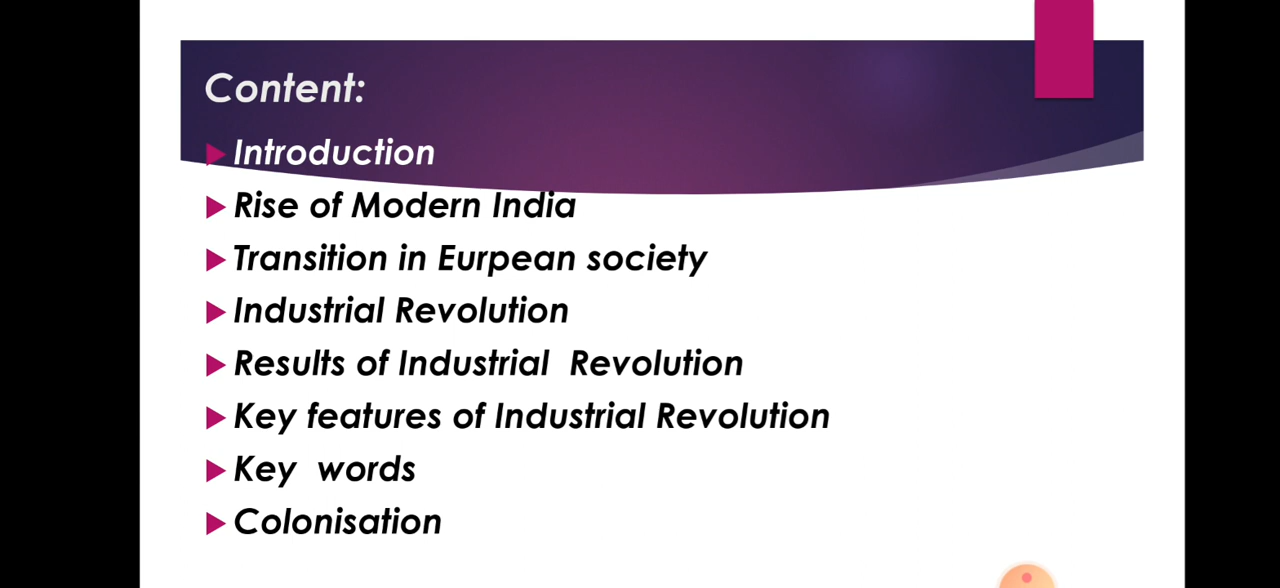 Content:
Introduction
Rise of Modern India
Transition in Eurpean society
Industrial Revolution
Results of Industrial  Revolution
Key features of Industrial Revolution
Key  words
Colonisation